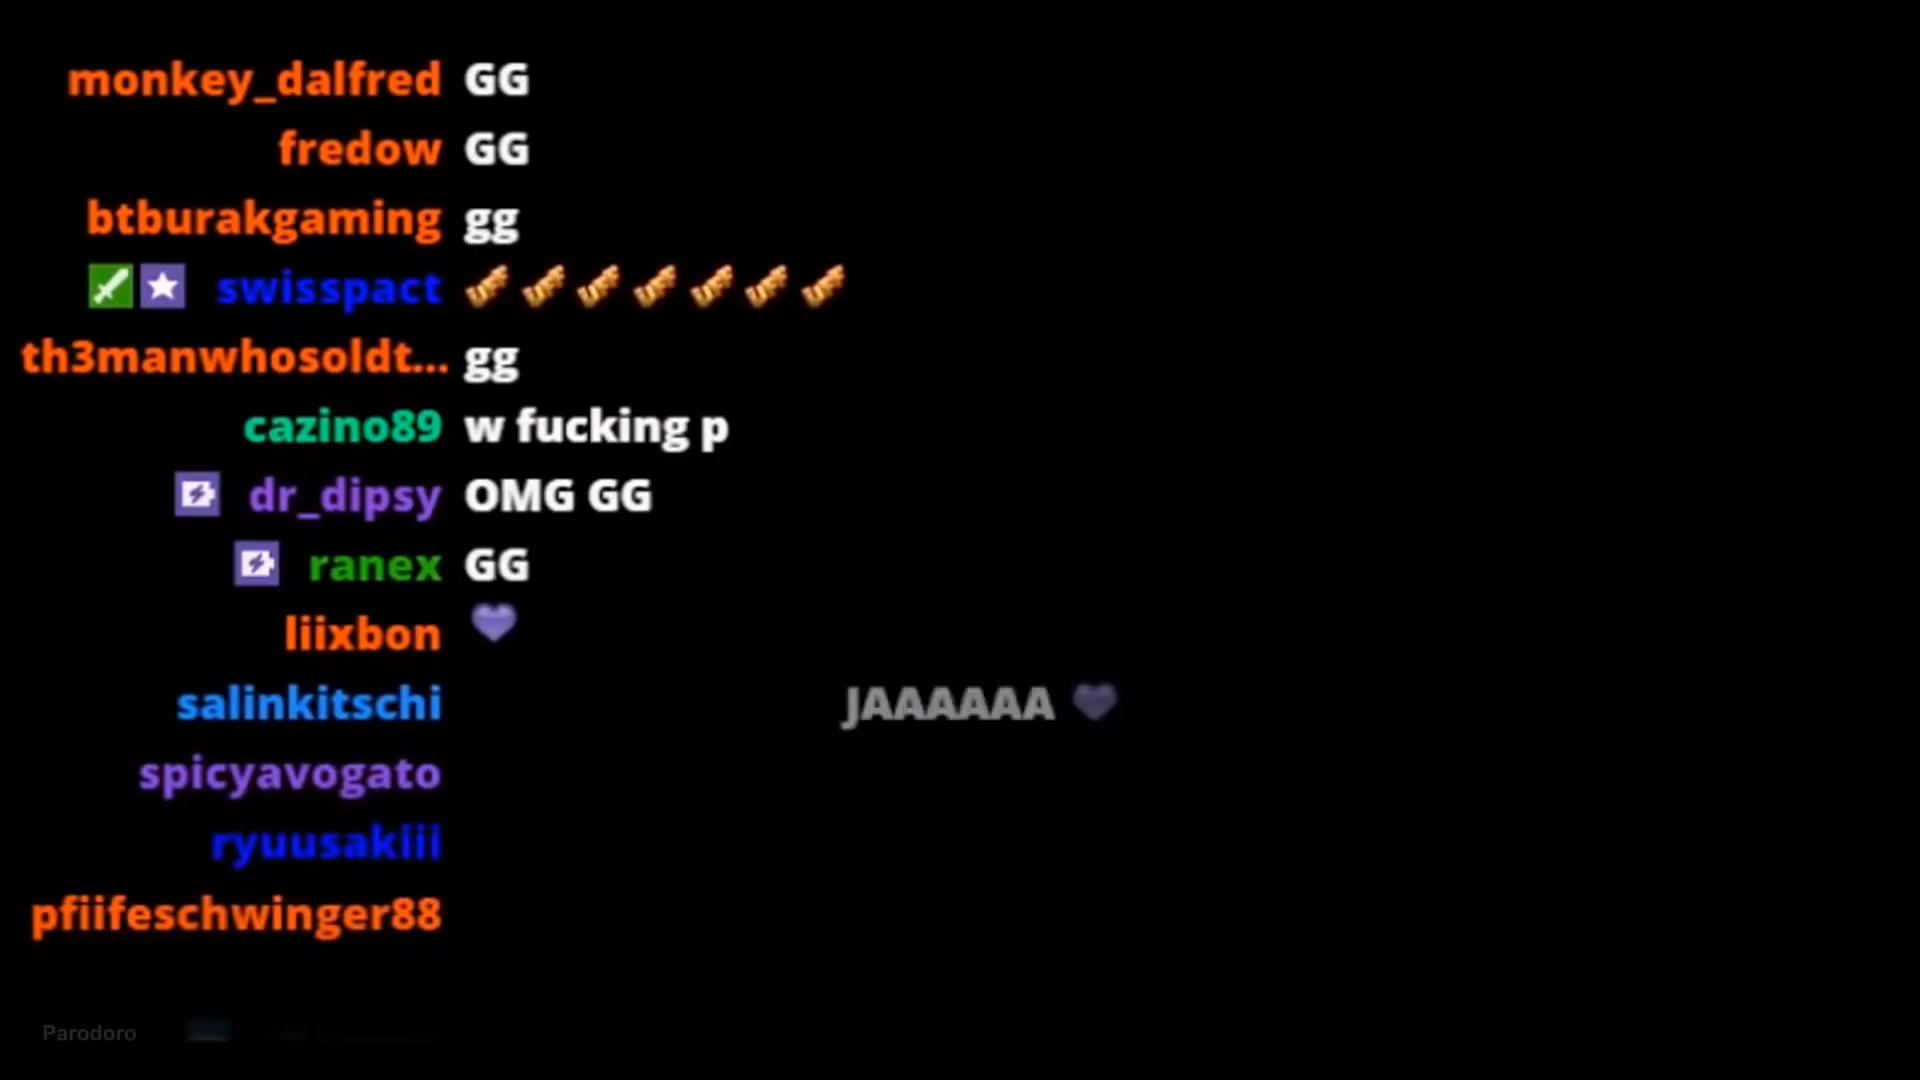 monkey_dalfred GG
fredow GG
btburakgaming gg
swisspact
th3manwhosoldt... gg
cazino89 w fucking p
dr_dipsy OMG GG
ranex GG
liixbon
salinkitschi JAAAAAA
spicyavogato
ryuusakiii
pfiifeschwinger88
Parodoro